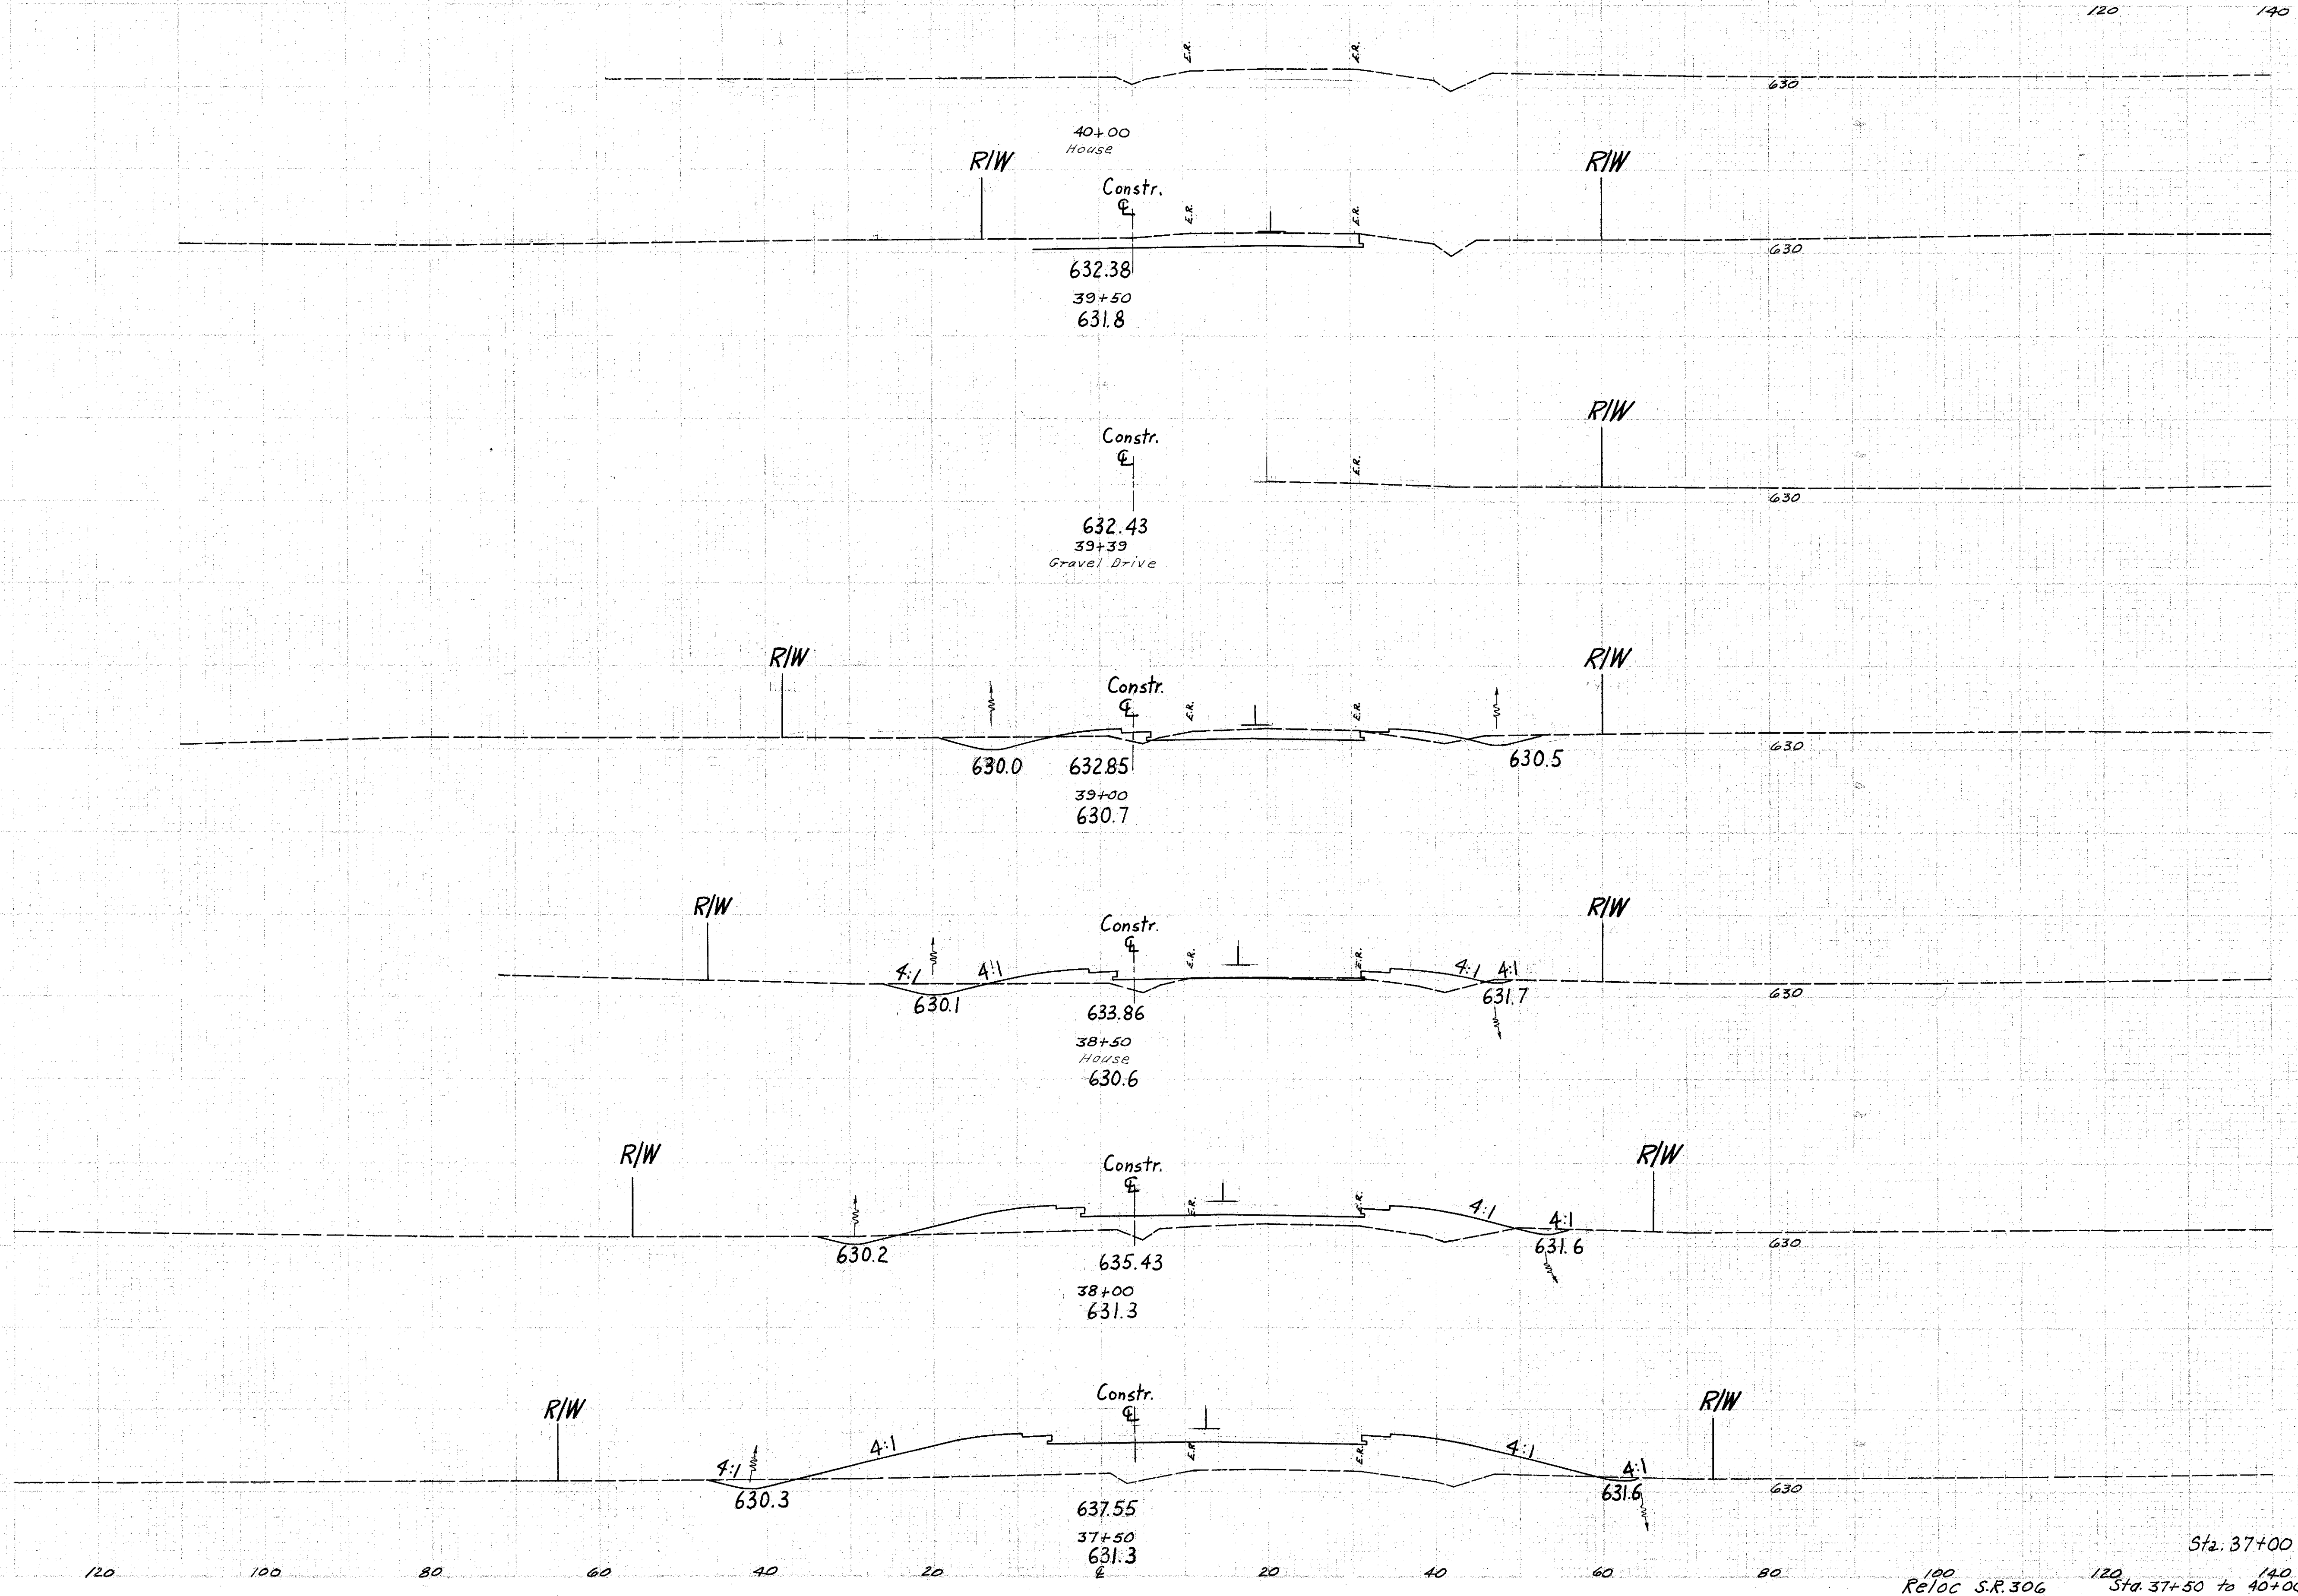 120 140
E.R. E.R.
630
40+00
House
R/W R/W
Constr.
℄ E.R. E.R.
630
632.38
39+50
631.8
R/W
Constr.
℄ E.R.
630
632.43
39+39
Gravel Drive
R/W R/W
Constr.
℄ E.R. E.R.
630
630.0 632.85 630.5
39+00
630.7
R/W R/W
Constr.
℄ E.R. E.R.
4:1 4:1 4:1 4:1
630.1 631.7 630
633.86
38+50
House
630.6
R/W R/W
Constr.
℄ E.R. E.R.
4:1 4:1
630.2 631.6 630
635.43
38+00
631.3
R/W R/W
Constr.
℄
4:1 4:1 E.R. E.R. 4:1 4:1
630.3 631.6 630
637.55
37+50
631.3
Sta. 37+00
120 100 80 60 40 20 ℄ 20 40 60 80 100 120 140
Reloc S.R. 306 Sta. 37+50 to 40+00